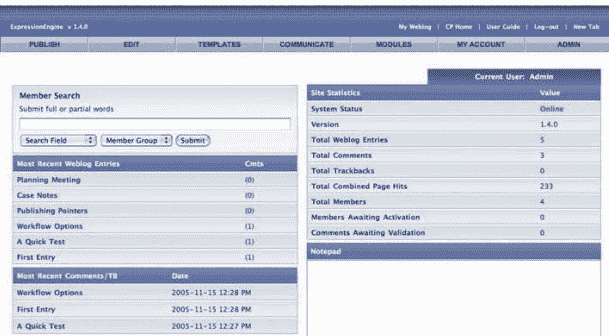 ExpressionEngine v 1.4.0
My Weblog | CP Home | User Guide | Log-out | New Tab
PUBLISH EDIT TEMPLATES COMMUNICATE MODULES MY ACCOUNT ADMIN
Current User: Admin
Member Search
Submit full or partial words
Search Field Member Group Submit
Most Recent Weblog Entries Cmts
Planning Meeting (0)
Case Notes (0)
Publishing Pointers (0)
Workflow Options (1)
A Quick Test (1)
First Entry (1)
Most Recent Comments/TB Date
Workflow Options 2005-11-15 12:28 PM
First Entry 2005-11-15 12:28 PM
A Quick Test 2005-11-15 12:27 PM
Site Statistics Value
System Status Online
Version 1.4.0
Total Weblog Entries 5
Total Comments 3
Total Trackbacks 0
Total Combined Page Hits 233
Total Members 4
Members Awaiting Activation 0
Comments Awaiting Validation 0
Notepad